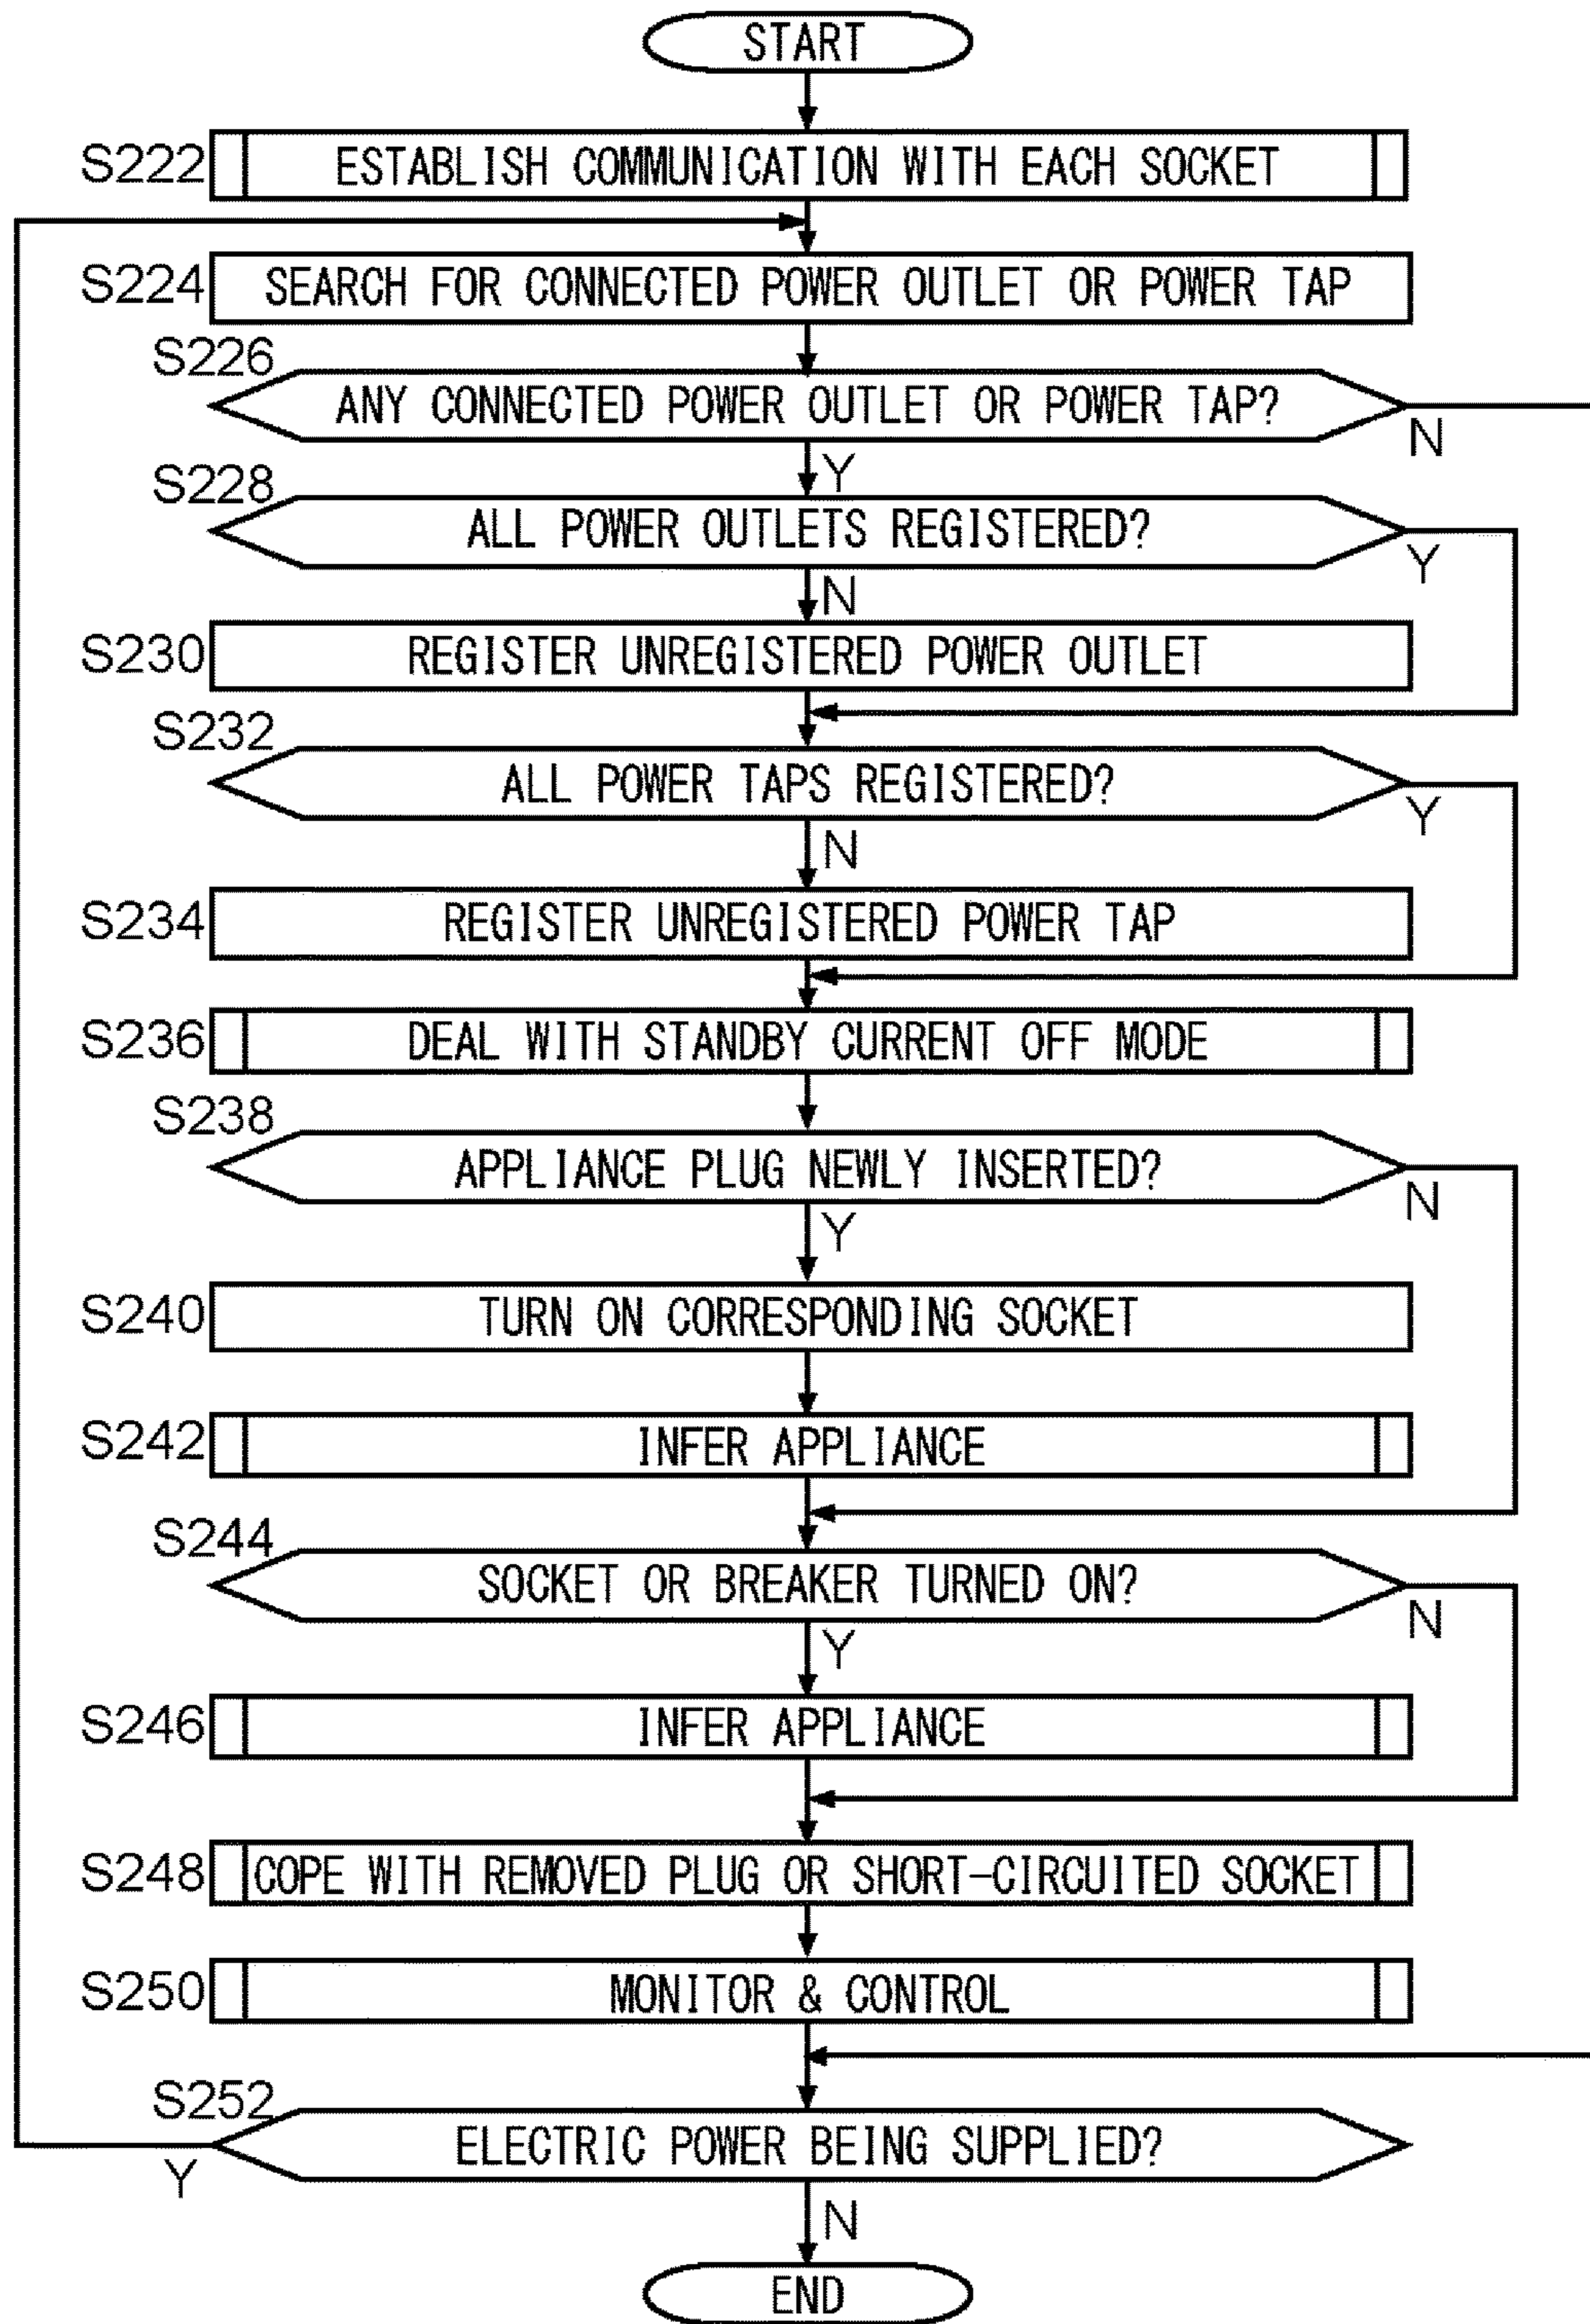 START
S222 ESTABLISH COMMUNICATION WITH EACH SOCKET
S224 SEARCH FOR CONNECTED POWER OUTLET OR POWER TAP
S226
ANY CONNECTED POWER OUTLET OR POWER TAP?
N
Y
S228
ALL POWER OUTLETS REGISTERED?
Y
N
S230 REGISTER UNREGISTERED POWER OUTLET
S232
ALL POWER TAPS REGISTERED?
Y
N
S234 REGISTER UNREGISTERED POWER TAP
S236 DEAL WITH STANDBY CURRENT OFF MODE
S238
APPLIANCE PLUG NEWLY INSERTED?
N
Y
S240 TURN ON CORRESPONDING SOCKET
S242 INFER APPLIANCE
S244
SOCKET OR BREAKER TURNED ON?
N
Y
S246 INFER APPLIANCE
S248 COPE WITH REMOVED PLUG OR SHORT-CIRCUITED SOCKET
S250 MONITOR & CONTROL
S252
ELECTRIC POWER BEING SUPPLIED?
Y
N
END